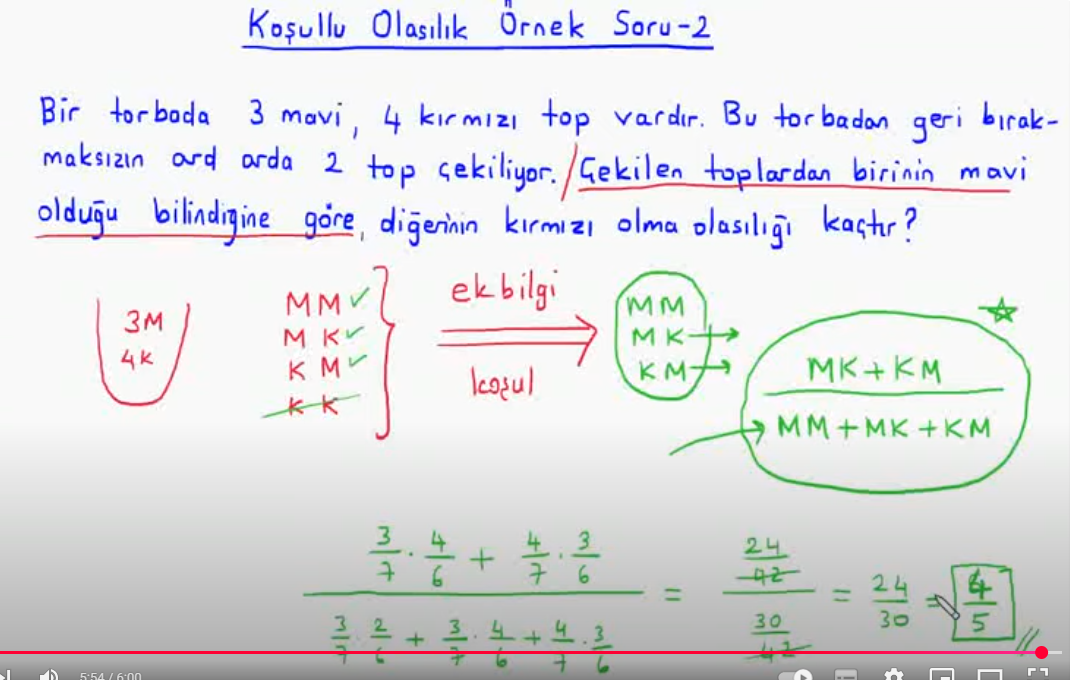 Koşullu Olasılık Örnek Soru-2
Bir torbada 3 mavi, 4 kırmızı top vardır. Bu torbadan geri bırak-
maksızın ard arda 2 top çekiliyor. / Çekilen toplardan birinin mavi
olduğu bilindiğine göre, diğerinin kırmızı olma olasılığı kaçtır?
3M
4K
MM ✓
MK ✓
KM ✓
KK
ek bilgi
koşul
MM
MK →
KM →
MK + KM
MM + MK + KM
3/7 · 4/6 + 4/7 · 3/6
3/7 · 2/6 + 3/7 · 4/6 + 4/7 · 3/6
= 24/42
30/42
= 24/30 = 4/5
5:54 / 6:00